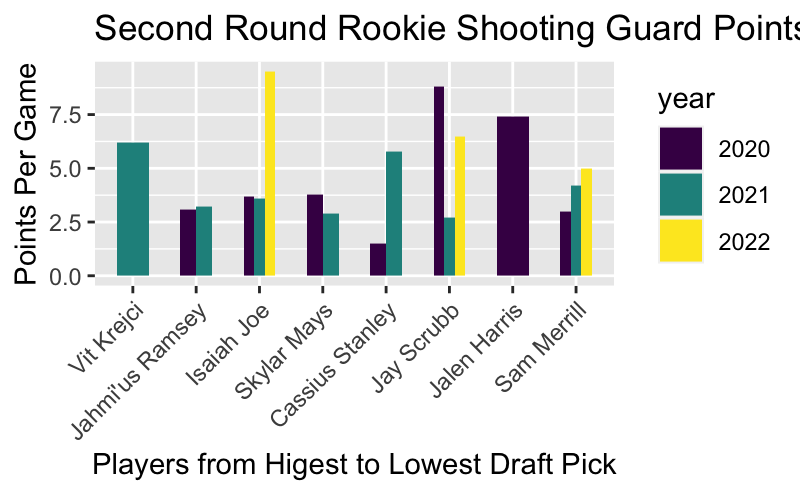 Second Round Rookie Shooting Guard Points
Points Per Game
7.5
5.0
2.5
0.0
Vit Krejci
Jahmi'us Ramsey
Isaiah Joe
Skylar Mays
Cassius Stanley
Jay Scrubb
Jalen Harris
Sam Merrill
Players from Higest to Lowest Draft Pick
year
2020
2021
2022